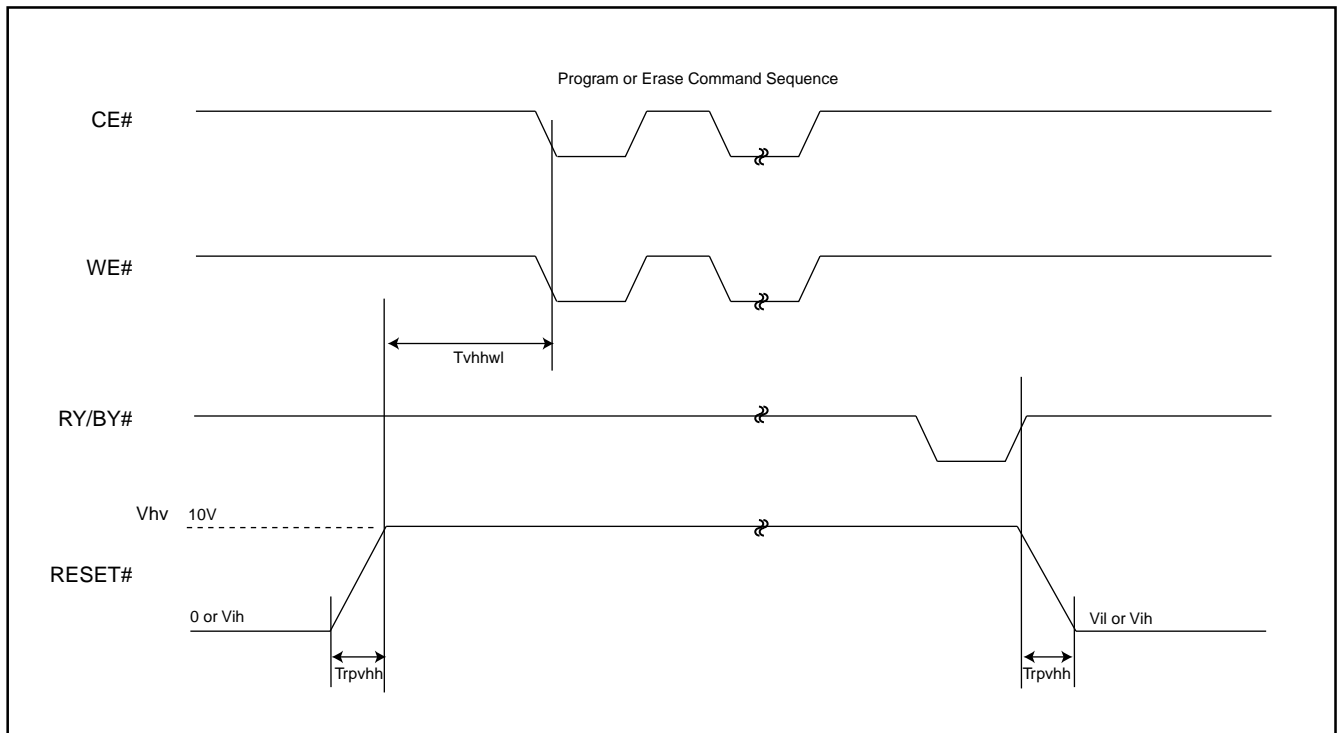 Program or Erase Command Sequence
CE#
WE#
Tvhhwl
RY/BY#
Vhv 10V
RESET#
0 or Vih
Vil or Vih
Trpvhh
Trpvhh